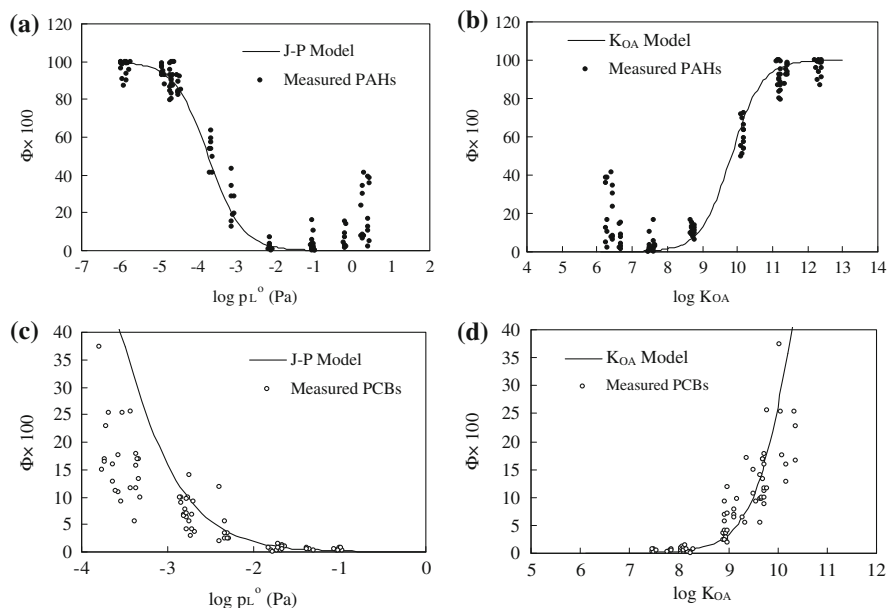 (a)
120
100
80
60
40
20
0
Φ× 100
J-P Model
Measured PAHs
-7 -6 -5 -4 -3 -2 -1 0 1 2
log pL° (Pa)
(b)
120
100
80
60
40
20
0
Φ× 100
KOA Model
Measured PAHs
4 5 6 7 8 9 10 11 12 13 14
log KOA
(c)
40
35
30
25
20
15
10
5
0
Φ× 100
J-P Model
Measured PCBs
-4 -3 -2 -1 0
log pL° (Pa)
(d)
40
35
30
25
20
15
10
5
0
Φ× 100
KOA Model
Measured PCBs
5 6 7 8 9 10 11 12
log KOA